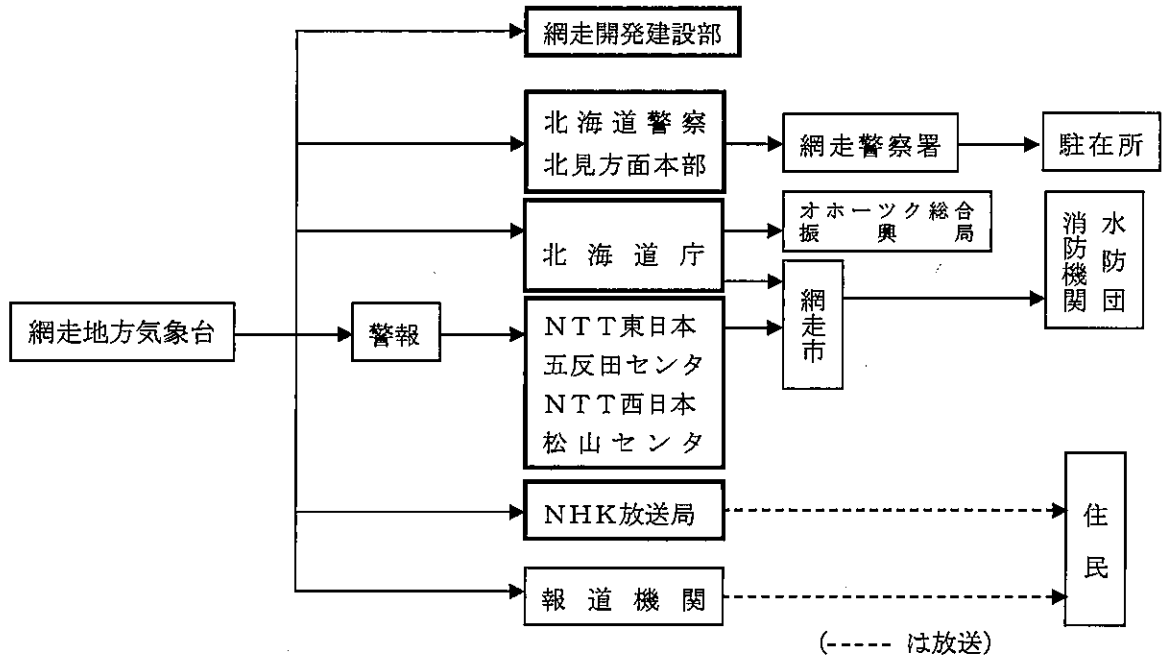 網走開発建設部
北海道警察
北見方面本部
網走警察署
駐在所
北海道庁
オホーツク総合
振興局
消防機関
水防団
網走地方気象台
警報
NTT東日本
五反田センタ
NTT西日本
松山センタ
網走市
NHK放送局
報道機関
住民
(----- は放送)